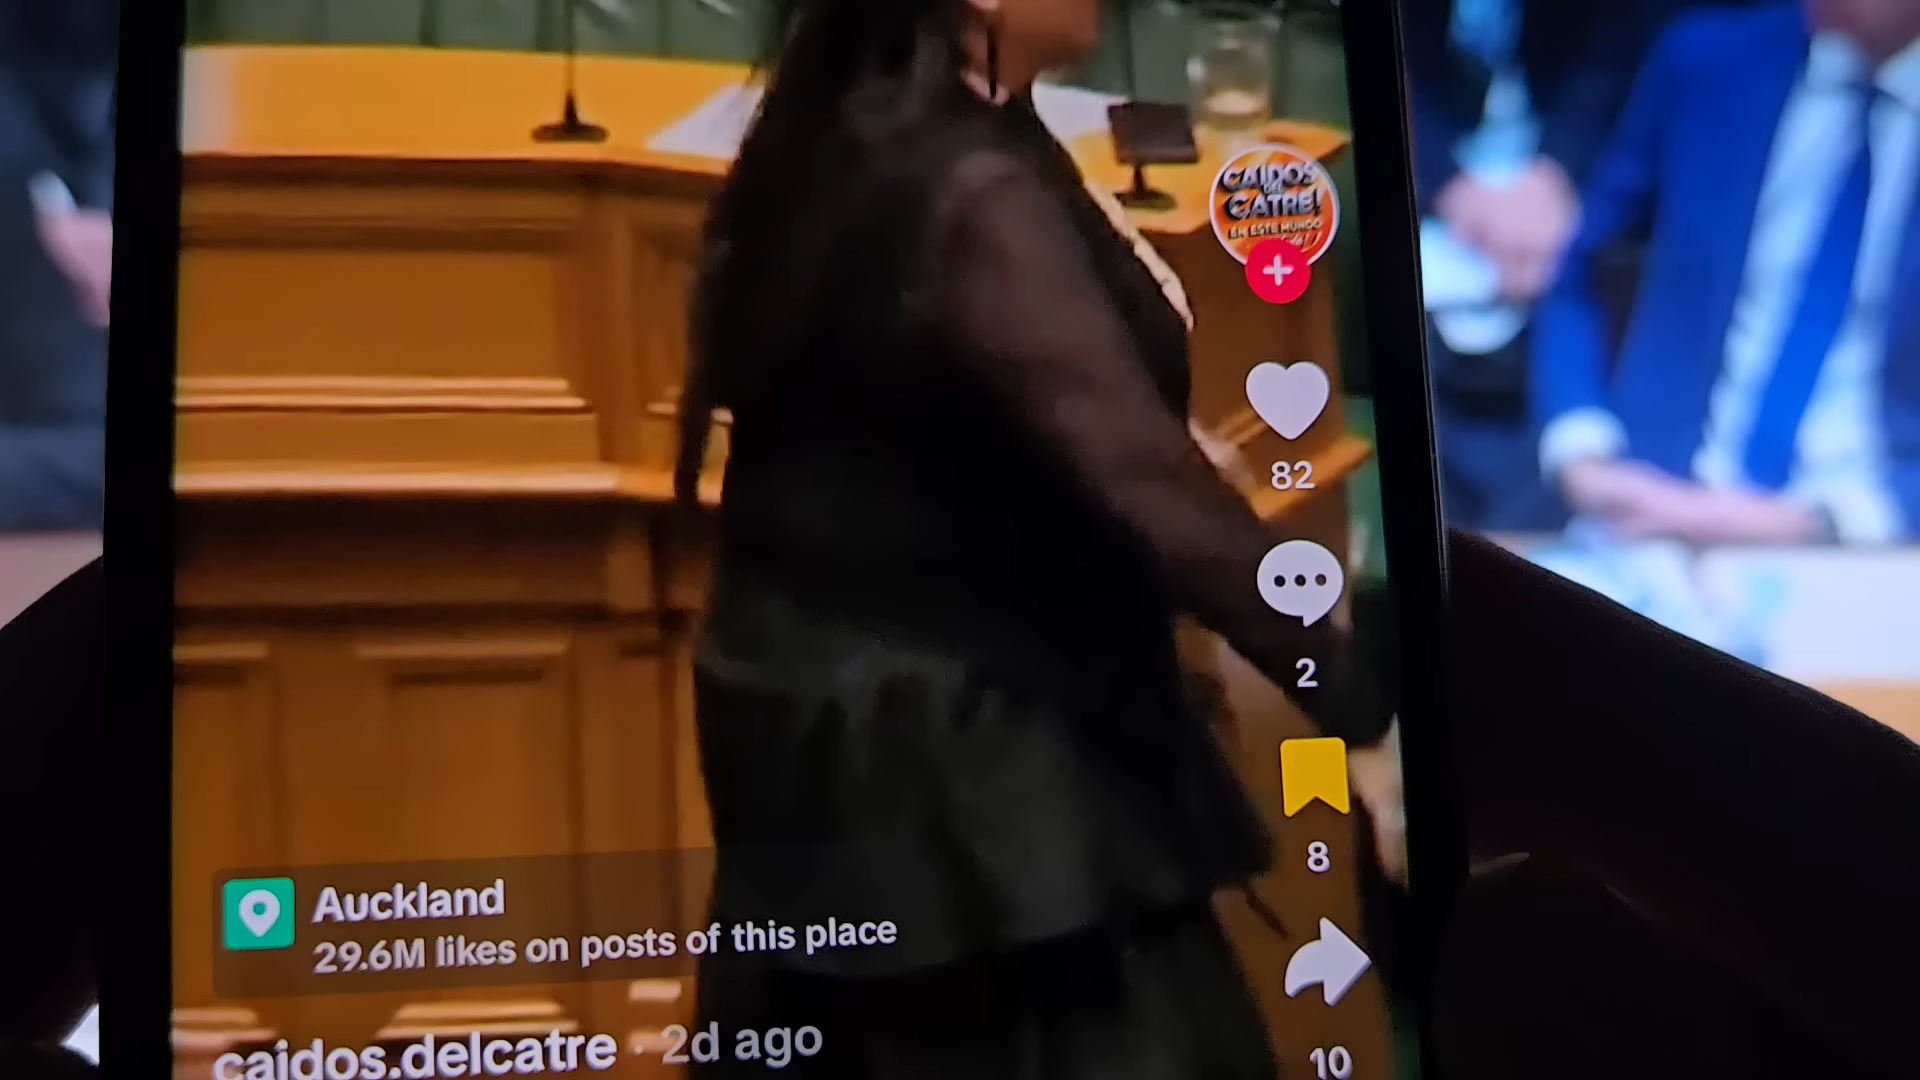 CAIDOS
DEL
CATRE!
EN ESTE MUNDO
82
2
8
Auckland
29.6M likes on posts of this place
caidos.delcatre · 2d ago
10